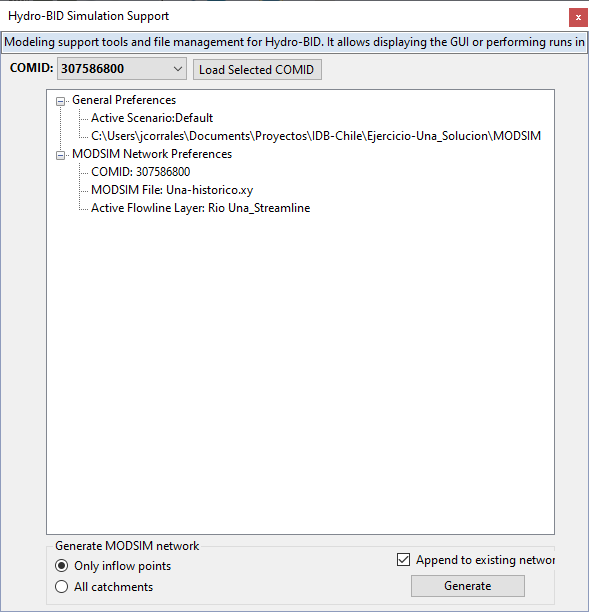 Hydro-BID Simulation Support
x
Modeling support tools and file management for Hydro-BID. It allows displaying the GUI or performing runs in
COMID: 307586800 Load Selected COMID
General Preferences
Active Scenario:Default
C:\Users\jcorrales\Documents\Proyectos\IDB-Chile\Ejercicio-Una_Solucion\MODSIM
MODSIM Network Preferences
COMID: 307586800
MODSIM File: Una-historico.xy
Active Flowline Layer: Rio Una_Streamline
Generate MODSIM network
Only inflow points
Append to existing networ
All catchments
Generate